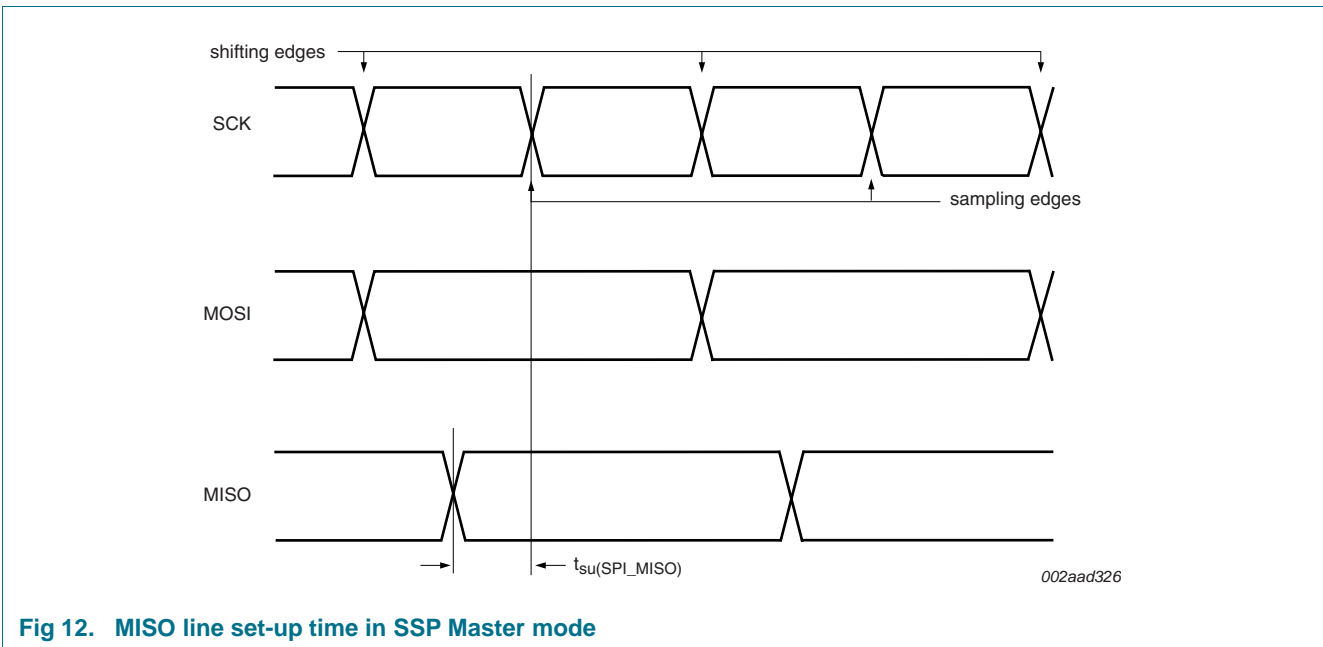 shifting edges
SCK
sampling edges
MOSI
MISO
tsu(SPI_MISO)
002aad326
Fig 12. MISO line set-up time in SSP Master mode